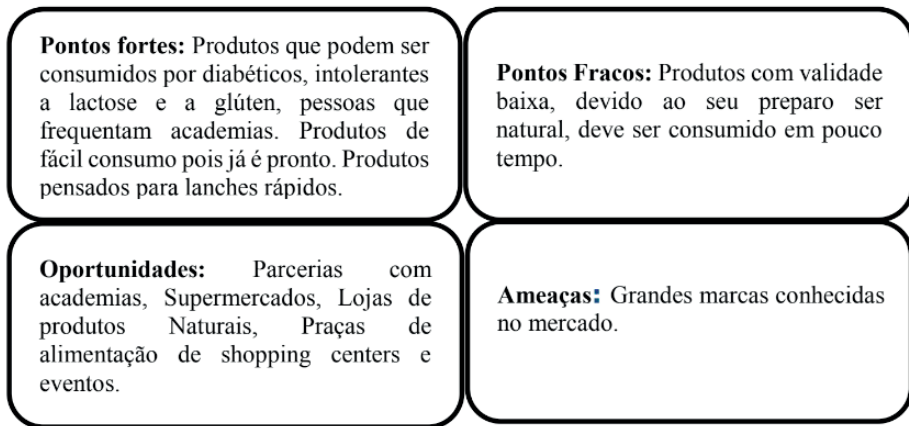 Pontos fortes: Produtos que podem ser
consumidos por diabéticos, intolerantes
a lactose e a glúten, pessoas que
frequentam academias. Produtos de
fácil consumo pois já é pronto. Produtos
pensados para lanches rápidos.
Pontos Fracos: Produtos com validade
baixa, devido ao seu preparo ser
natural, deve ser consumido em pouco
tempo.
Oportunidades: Parcerias com
academias, Supermercados, Lojas de
produtos Naturais, Praças de
alimentação de shopping centers e
eventos.
Ameaças: Grandes marcas conhecidas
no mercado.